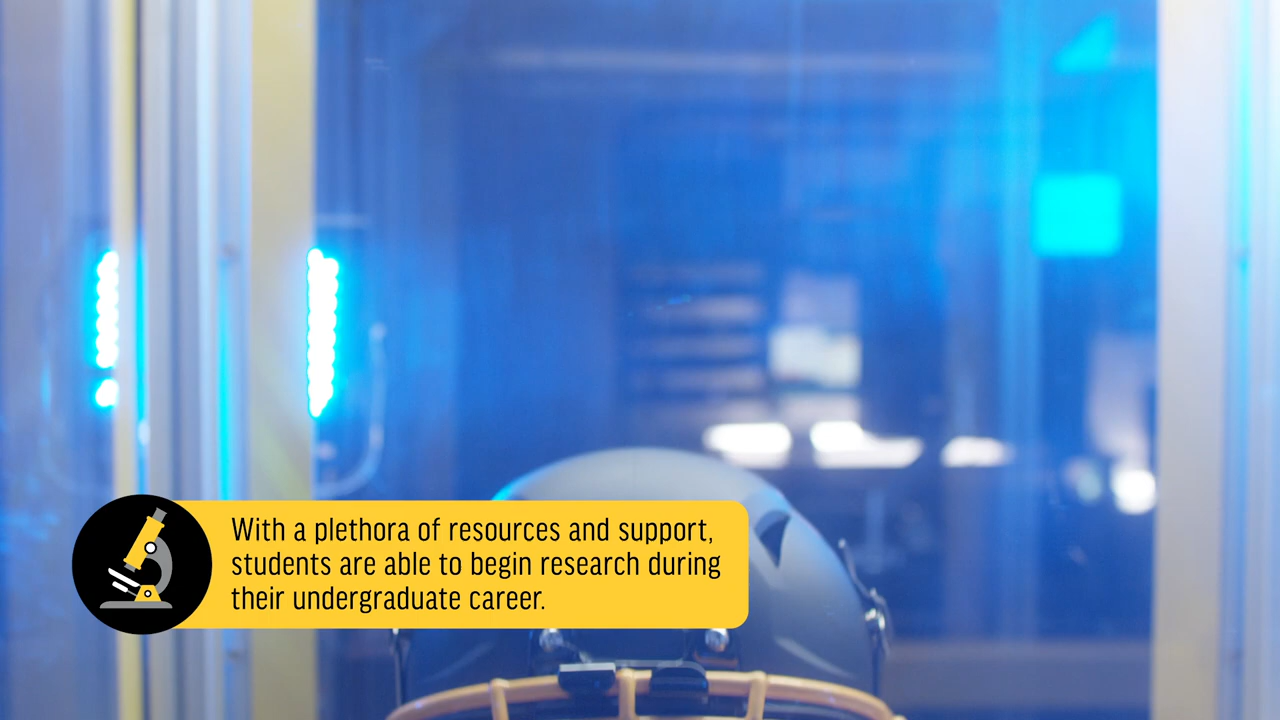 With a plethora of resources and support,
students are able to begin research during
their undergraduate career.